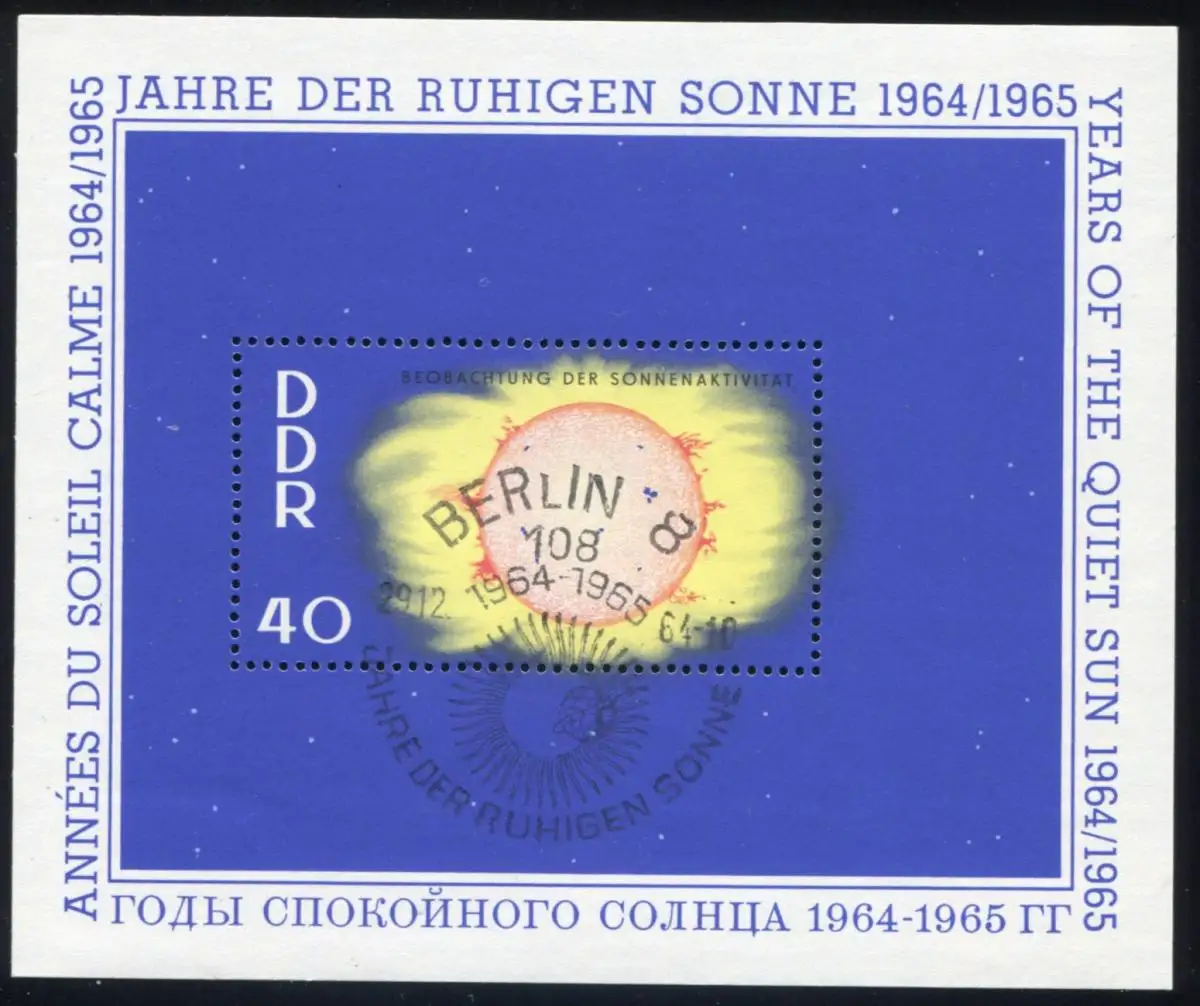 JAHRE DER RUHIGEN SONNE 1964/1965
YEARS OF THE QUIET SUN 1964/1965
ANNÉES DU SOLEIL CALME 1964/1965
BEOBACHTUNG DER SONNENAKTIVITÄT
D
D
R
40
BERLIN 8
108
1964-1965
29.12. 64-10
JAHRE DER RUHIGEN SONNE
ГОДЫ СПОКОЙНОГО СОЛНЦА 1964-1965 ГГ